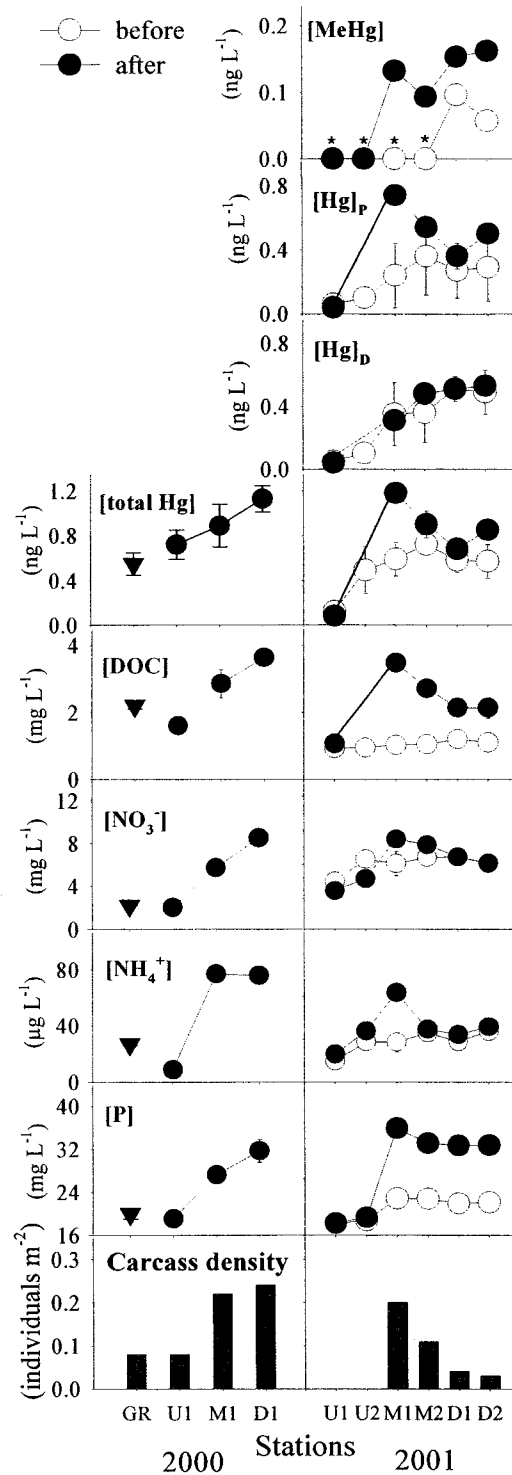 before
after
[MeHg]
(ng L⁻¹)
0.2
0.1
0.0
* * * *
[Hg]P
(ng L⁻¹)
0.8
0.4
0.0
[Hg]D
(ng L⁻¹)
0.8
0.4
0.0
[total Hg]
(ng L⁻¹)
1.2
0.8
0.4
0.0
[DOC]
(mg L⁻¹)
4
2
0
[NO₃⁻]
(mg L⁻¹)
12
8
4
0
[NH₄⁺]
(μg L⁻¹)
80
40
0
[P]
(mg L⁻¹)
40
32
24
16
Carcass density
(individuals m⁻²)
0.3
0.2
0.1
0.0
GR U1 M1 D1 U1 U2 M1 M2 D1 D2
2000 Stations 2001